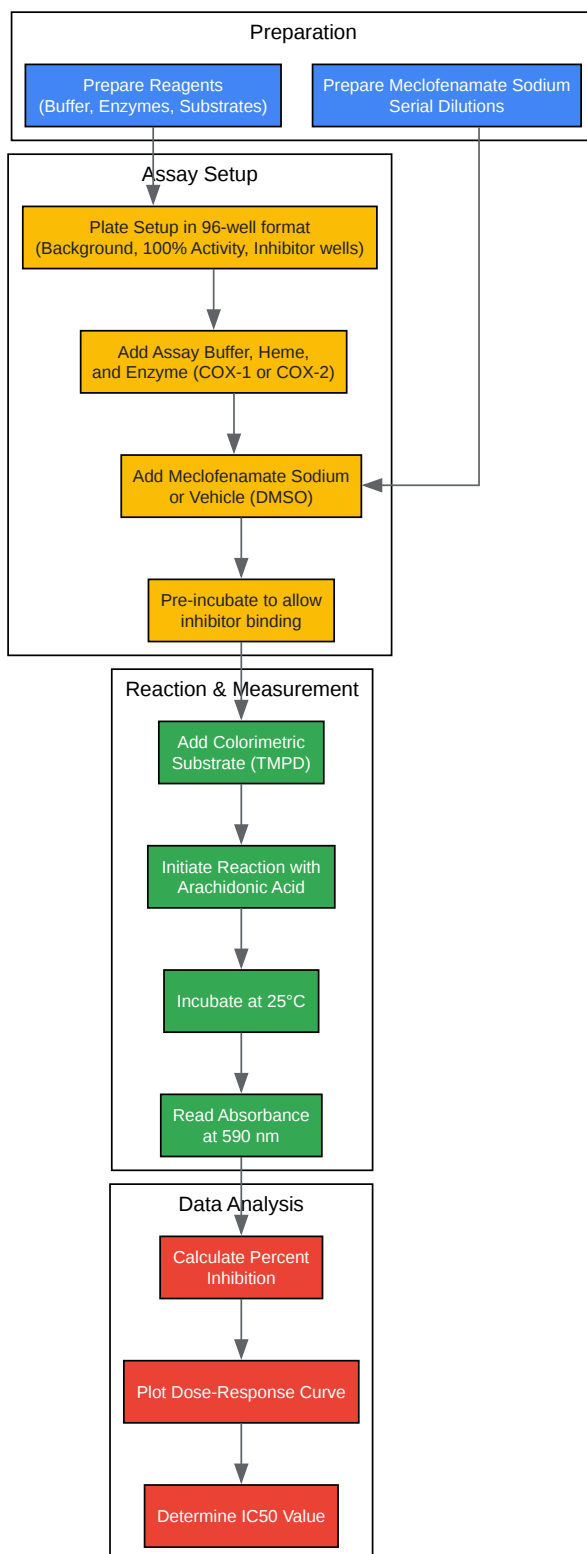 Preparation
Prepare Reagents
(Buffer, Enzymes, Substrates)
Prepare Meclofenamate Sodium
Serial Dilutions
Assay Setup
Plate Setup in 96-well format
(Background, 100% Activity, Inhibitor wells)
Add Assay Buffer, Heme,
and Enzyme (COX-1 or COX-2)
Add Meclofenamate Sodium
or Vehicle (DMSO)
Pre-incubate to allow
inhibitor binding
Reaction & Measurement
Add Colorimetric
Substrate (TMPD)
Initiate Reaction with
Arachidonic Acid
Incubate at 25°C
Read Absorbance
at 590 nm
Data Analysis
Calculate Percent
Inhibition
Plot Dose-Response Curve
Determine IC50 Value